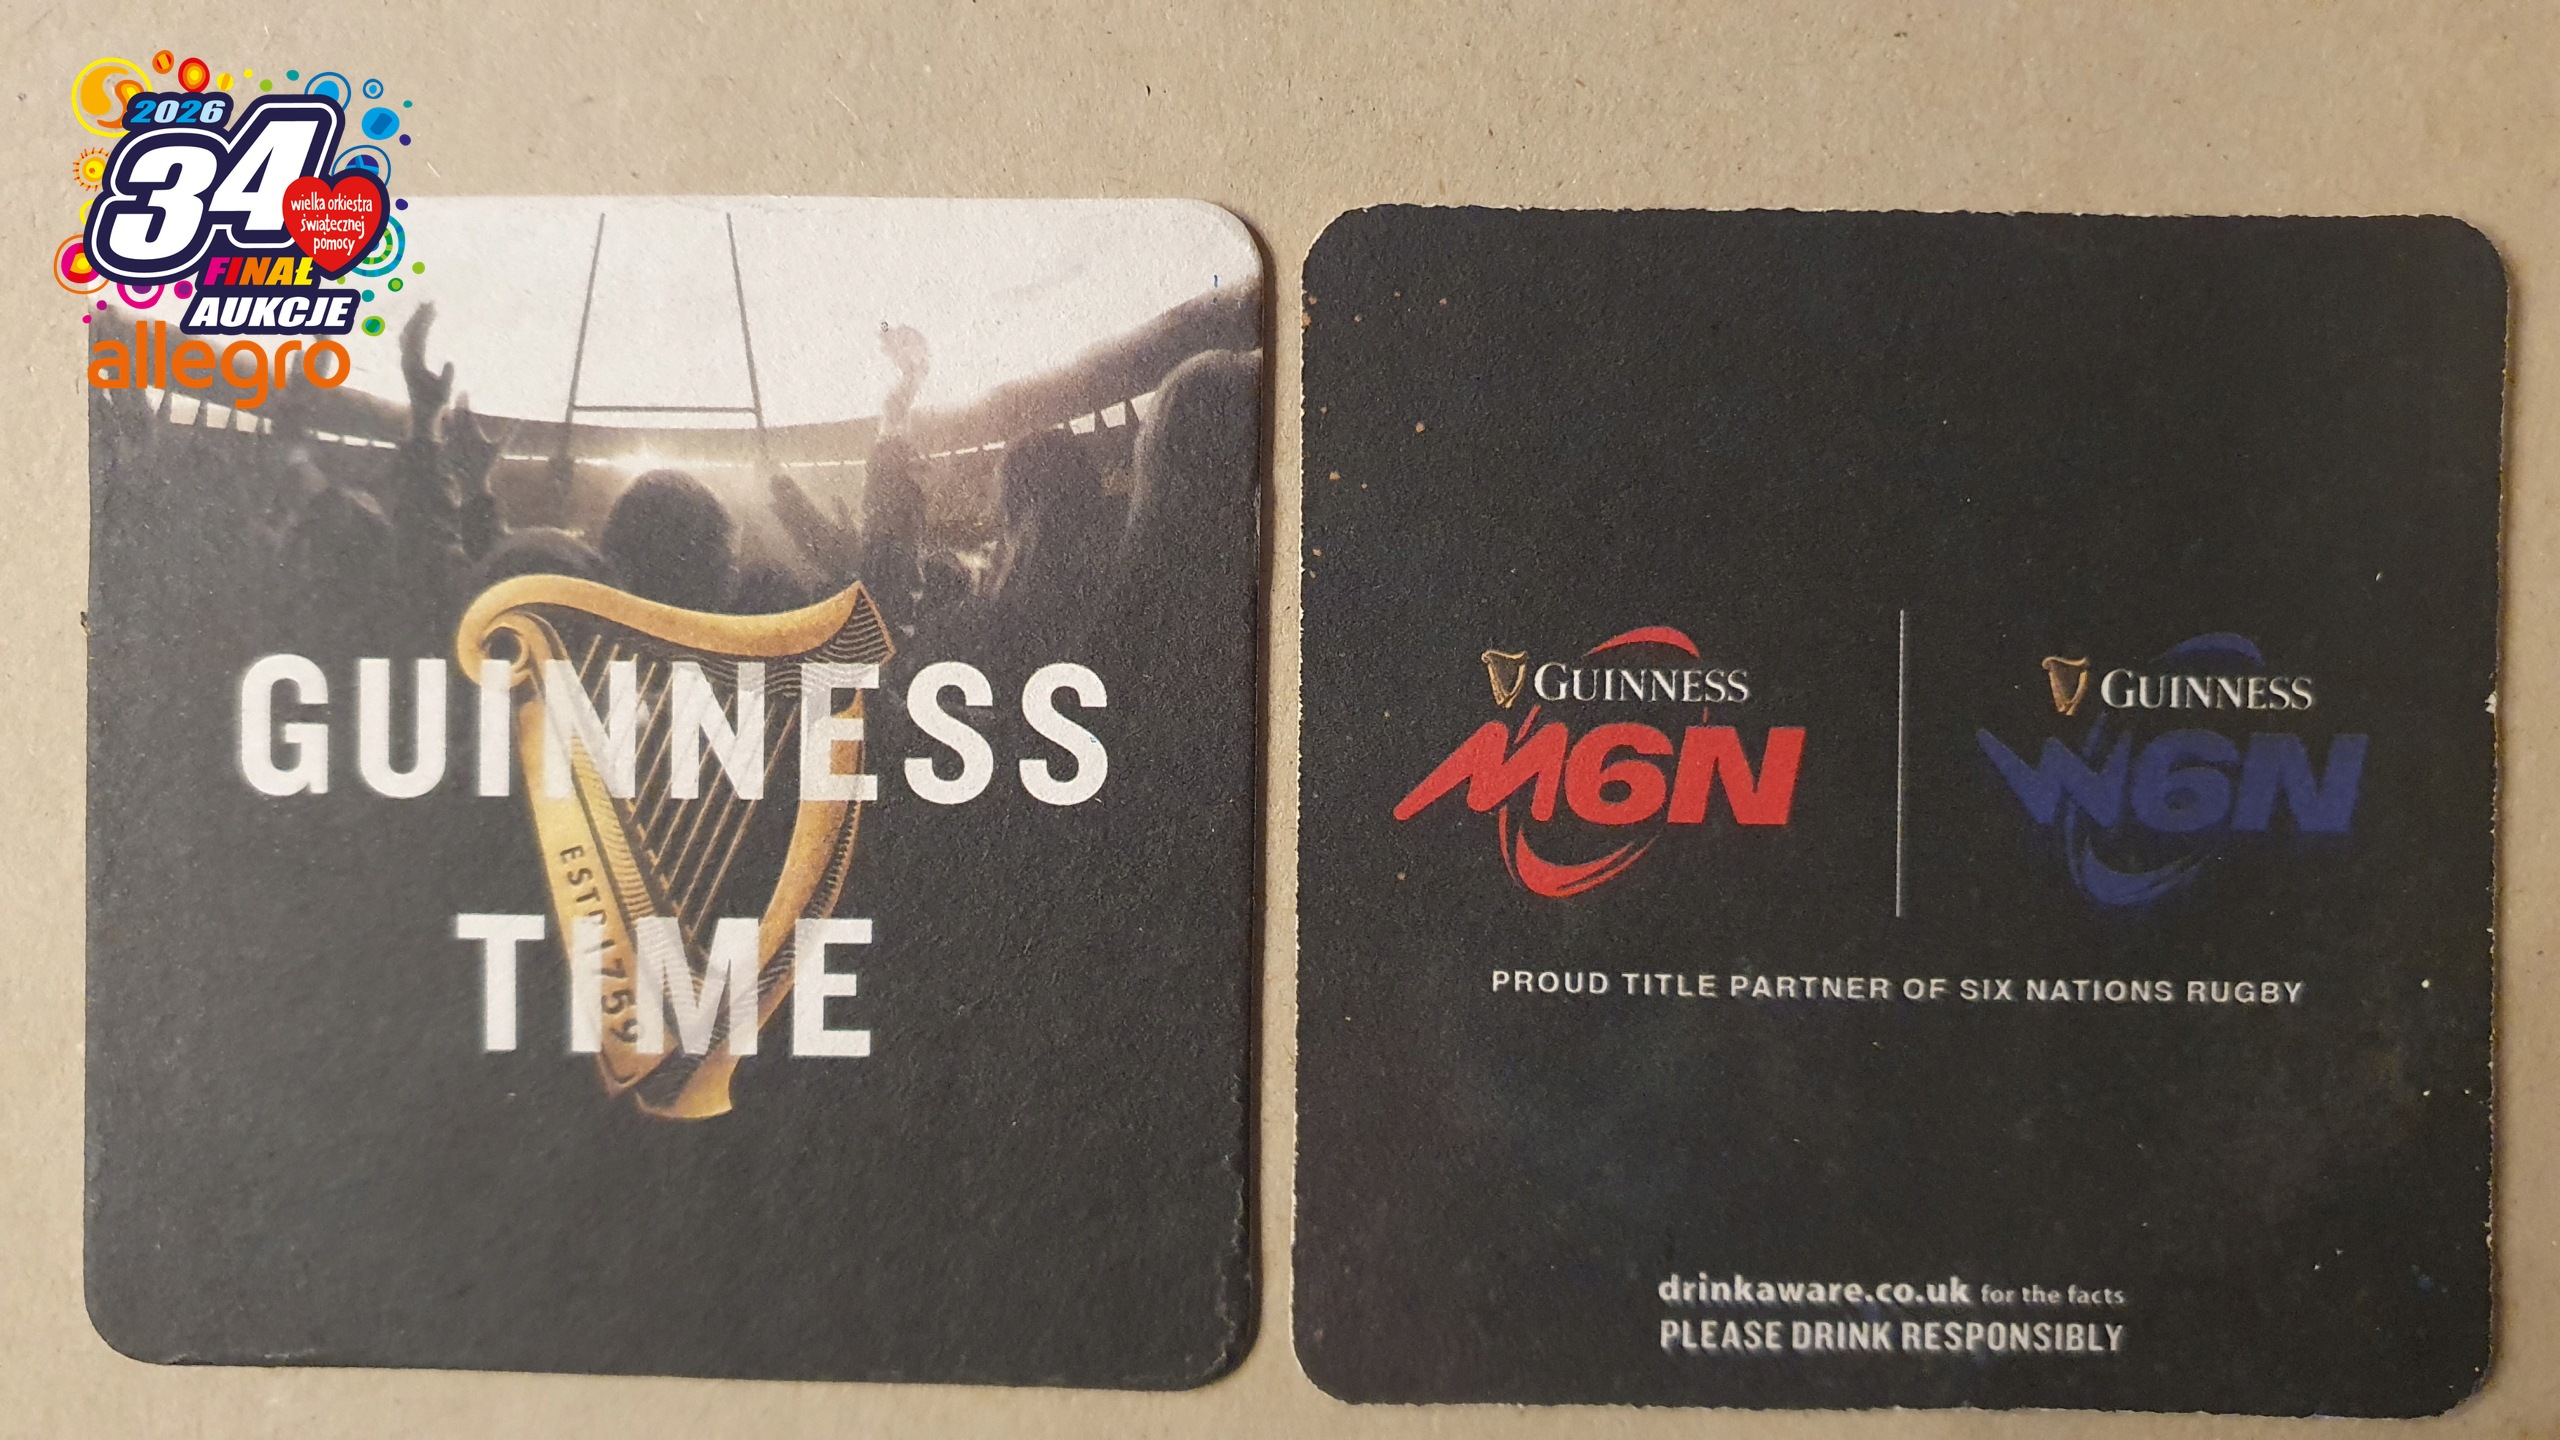 2026
34
wielka orkiestra
świątecznej
pomocy
FINAŁ
AUKCJE
allegro
GUINNESS
TIME
ESTD 1759
GUINNESS
M6N
GUINNESS
W6N
PROUD TITLE PARTNER OF SIX NATIONS RUGBY
drinkaware.co.uk for the facts
PLEASE DRINK RESPONSIBLY